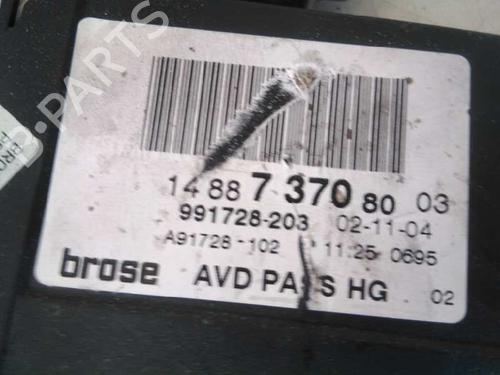 B-PARTS
14 88 7 370 80 03
991728-203 02-11-04
A91728-102 11:25 0695
brose AVD PASS HG 02